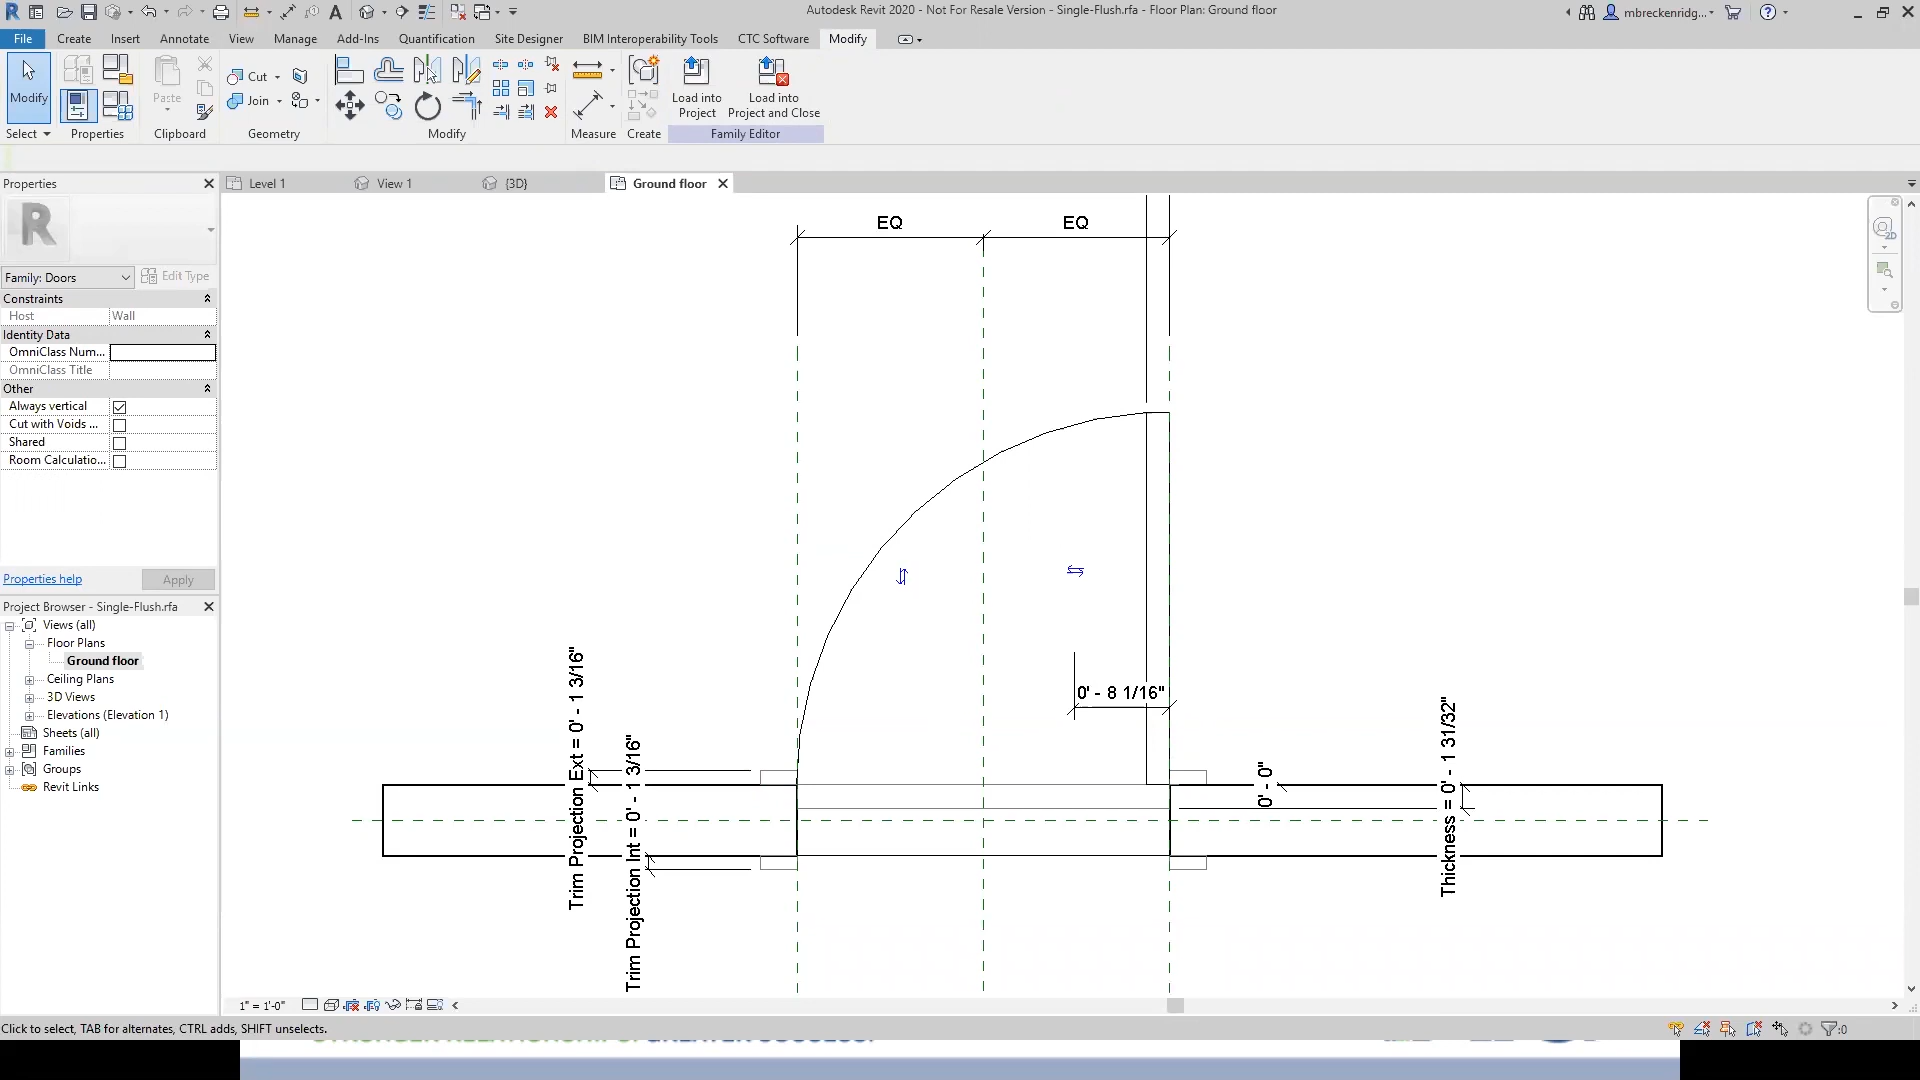 Autodesk Revit 2020 - Not For Resale Version - Single-Flush.rfa - Floor Plan: Ground floor
mbreckenridg...
File Create Insert Annotate View Manage Add-Ins Quantification Site Designer BIM Interoperability Tools CTC Software Modify
Modify
Paste
Cut
Join
Load into Project
Load into Project and Close
Select Properties Clipboard Geometry Modify Measure Create Family Editor
Properties
Level 1
View 1
{3D}
Ground floor
Family: Doors
Edit Type
Constraints
Host Wall
Identity Data
OmniClass Num...
OmniClass Title
Other
Always vertical
Cut with Voids ...
Shared
Room Calculatio...
Properties help
Apply
Project Browser - Single-Flush.rfa
Views (all)
Floor Plans
Ground floor
Ceiling Plans
3D Views
Elevations (Elevation 1)
Sheets (all)
Families
Groups
Revit Links
EQ
EQ
0' - 8 1/16"
Trim Projection Ext = 0' - 1 3/16"
Trim Projection Int = 0' - 1 3/16"
0' - 0"
Thickness = 0' - 1 31/32"
1" = 1'-0"
Click to select, TAB for alternates, CTRL adds, SHIFT unselects.
:0